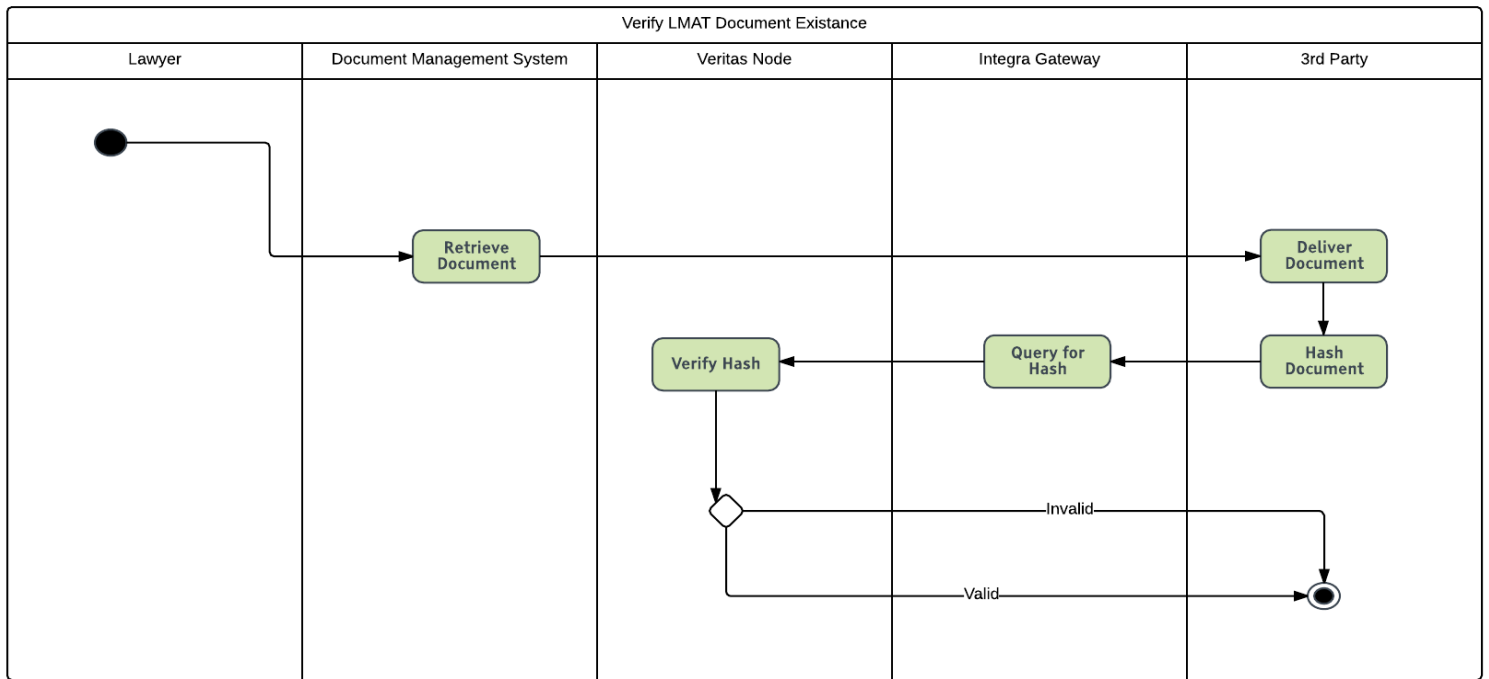 Verify LMAT Document Existance
Lawyer
Document Management System
Veritas Node
Integra Gateway
3rd Party
Retrieve
Document
Deliver
Document
Verify Hash
Query for
Hash
Hash
Document
Invalid
Valid